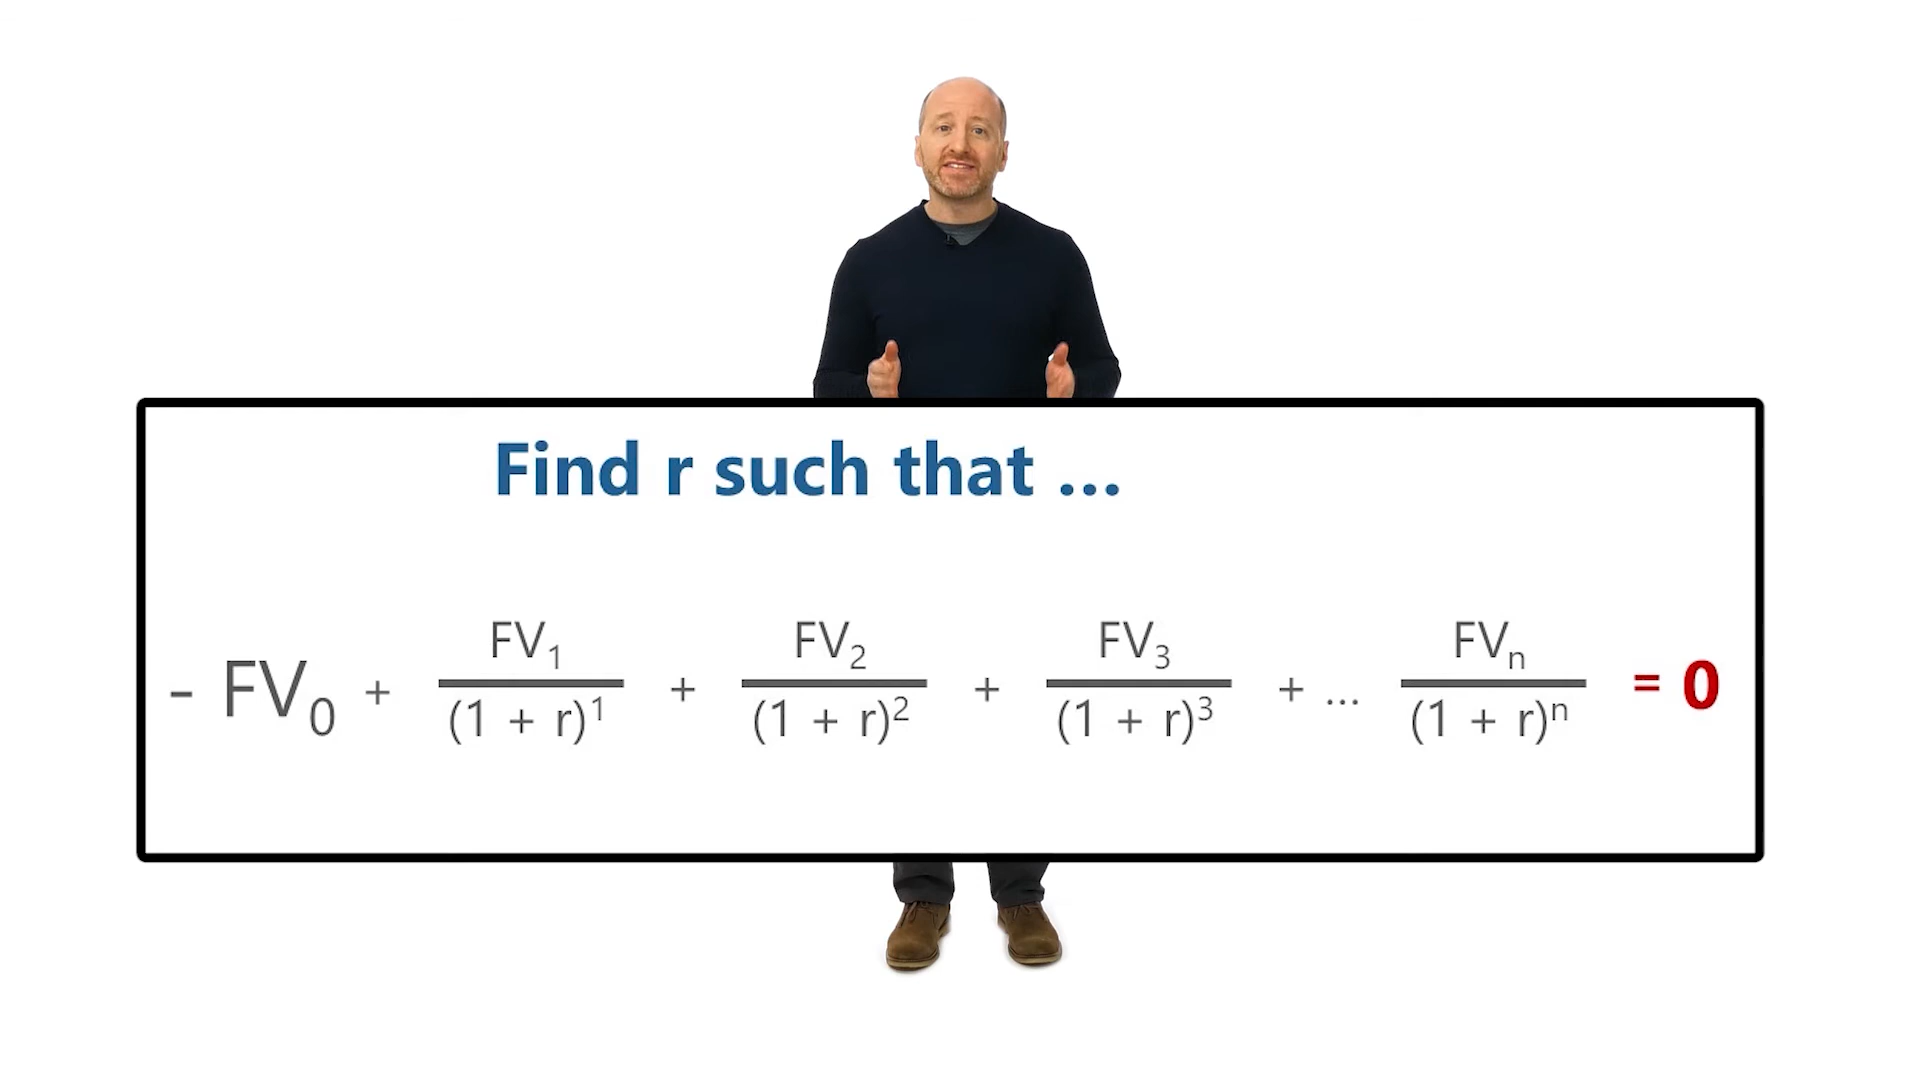 Find r such that ...
- FV₀ + FV₁ / (1 + r)¹ + FV₂ / (1 + r)² + FV₃ / (1 + r)³ + ... FVₙ / (1 + r)ⁿ = 0